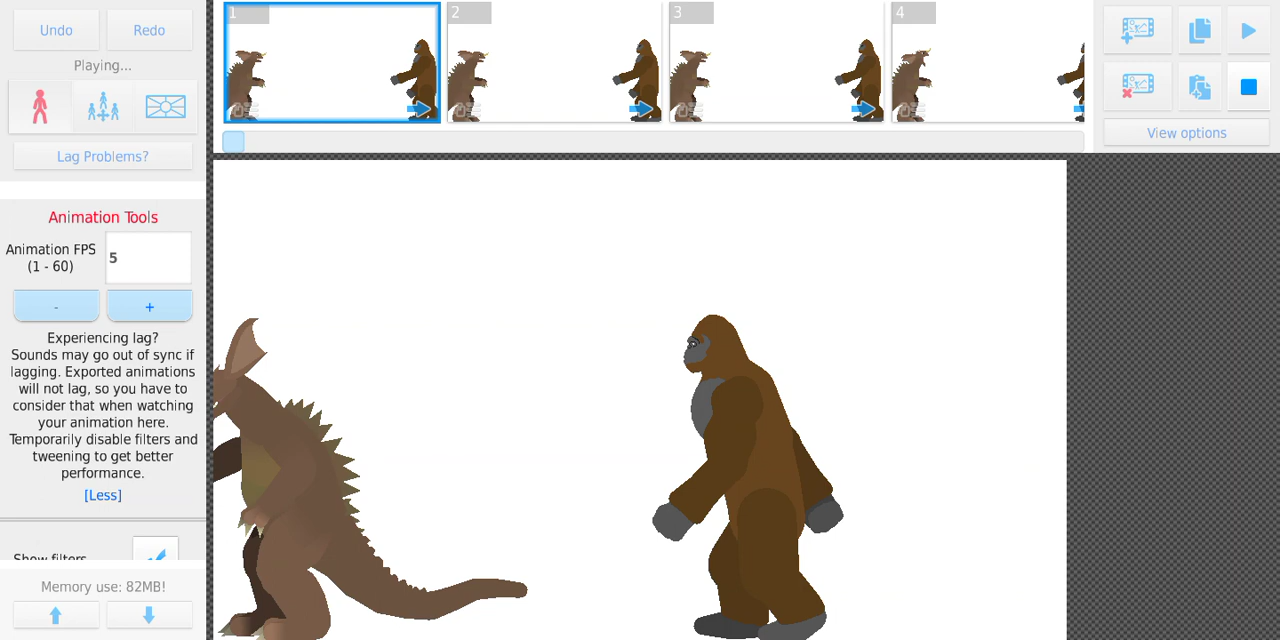 Undo
Redo
Playing...
Lag Problems?
1
2
3
4
View options
Animation Tools
Animation FPS
(1 - 60)
5
-
+
Experiencing lag?
Sounds may go out of sync if
lagging. Exported animations
will not lag, so you have to
consider that when watching
your animation here.
Temporarily disable filters and
tweening to get better
performance.
[Less]
Show filters
Memory use: 82MB!